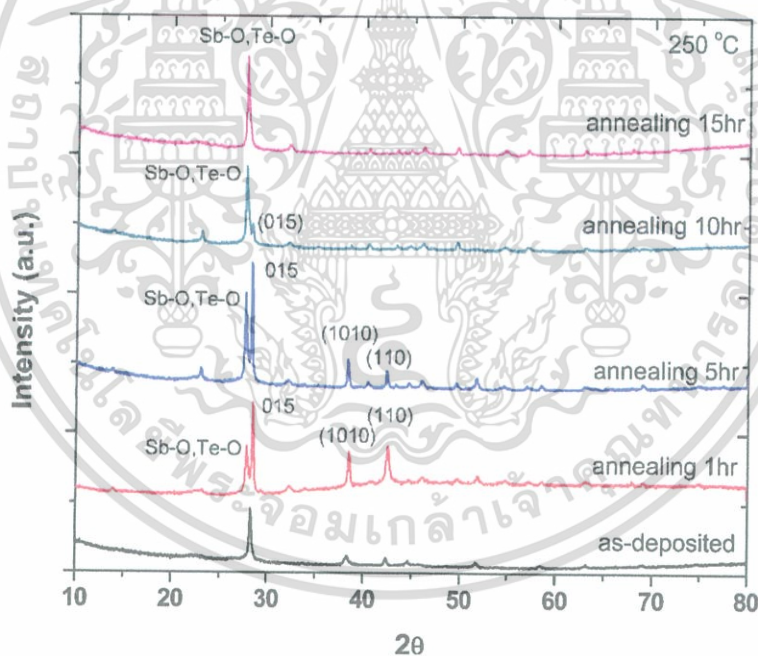 250 °C
Sb-O,Te-O
annealing 15hr
Sb-O,Te-O
(015)
annealing 10hr
Sb-O,Te-O
015
(1010)
(110)
annealing 5hr
Sb-O,Te-O
015
(1010)
(110)
annealing 1hr
as-deposited
Intensity (a.u.)
10 20 30 40 50 60 70 80
2θ